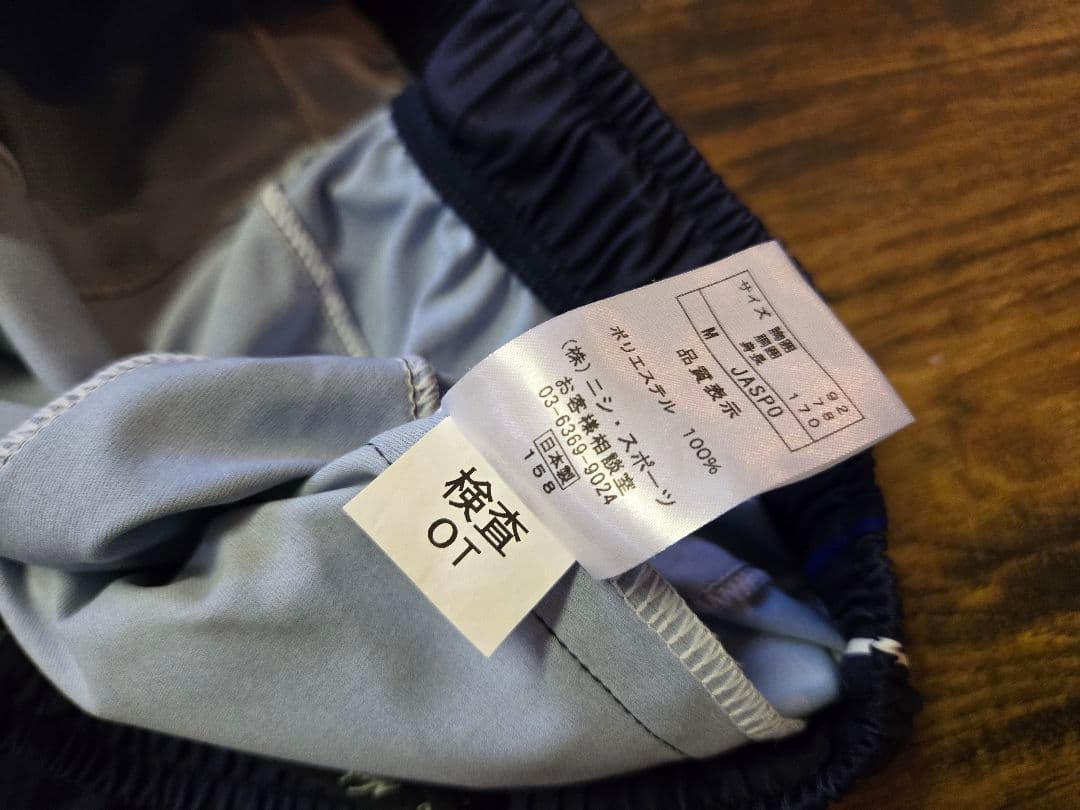 サイズ
胸囲 92
胴囲 78
身長 170
M JASPO
品質表示
ポリエステル 100%
(株)ニシ・スポーツ
お客様相談室
03-6369-9024
日本製
158
検査
OT